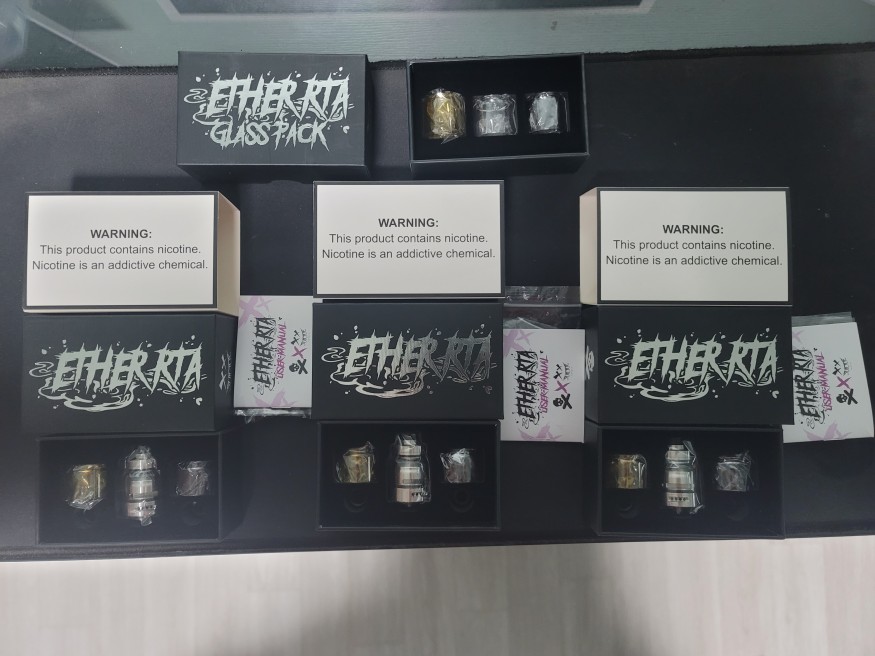 ETHER RTA
GLASS PACK
WARNING:
This product contains nicotine.
Nicotine is an addictive chemical.
WARNING:
This product contains nicotine.
Nicotine is an addictive chemical.
WARNING:
This product contains nicotine.
Nicotine is an addictive chemical.
ETHER RTA
ETHER RTA
USER MANUAL
ETHER RTA
ETHER RTA
USER MANUAL
ETHER RTA
ETHER RTA
USER MANUAL